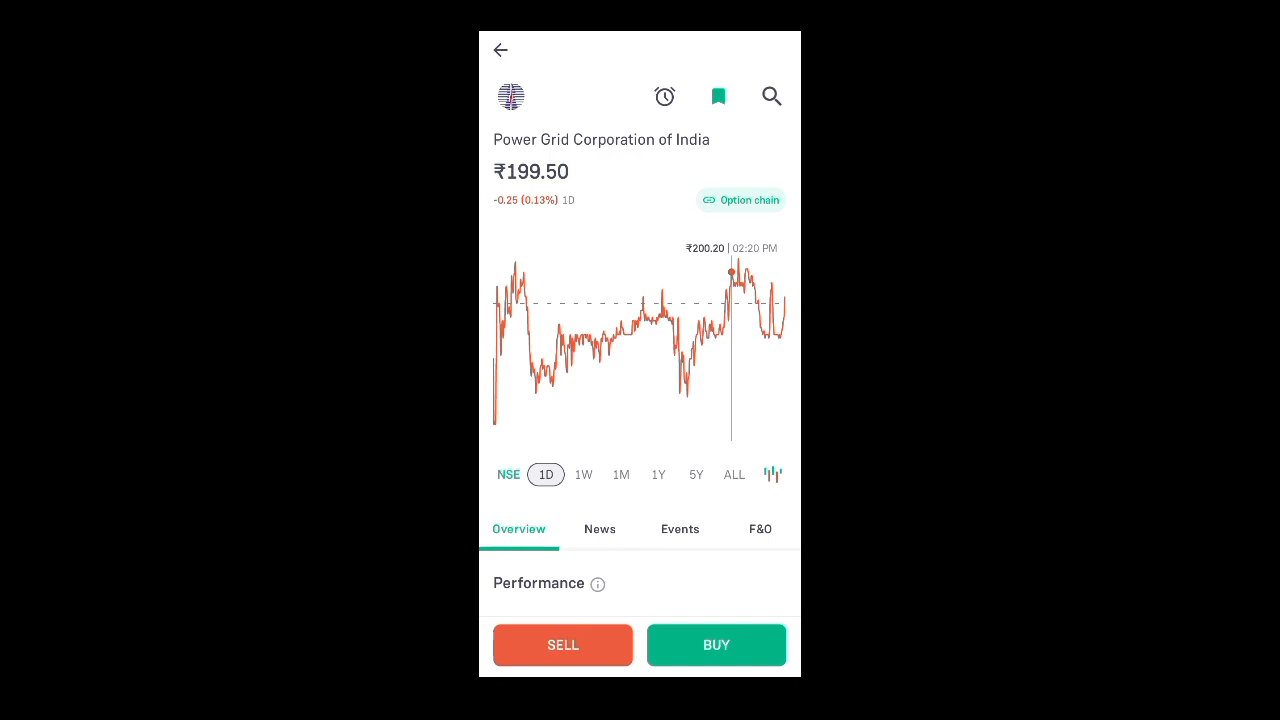 Power Grid Corporation of India
₹199.50
-0.25 (0.13%) 1D
Option chain
₹200.20 | 02:20 PM
NSE 1D 1W 1M 1Y 5Y ALL
Overview News Events F&O
Performance
SELL BUY